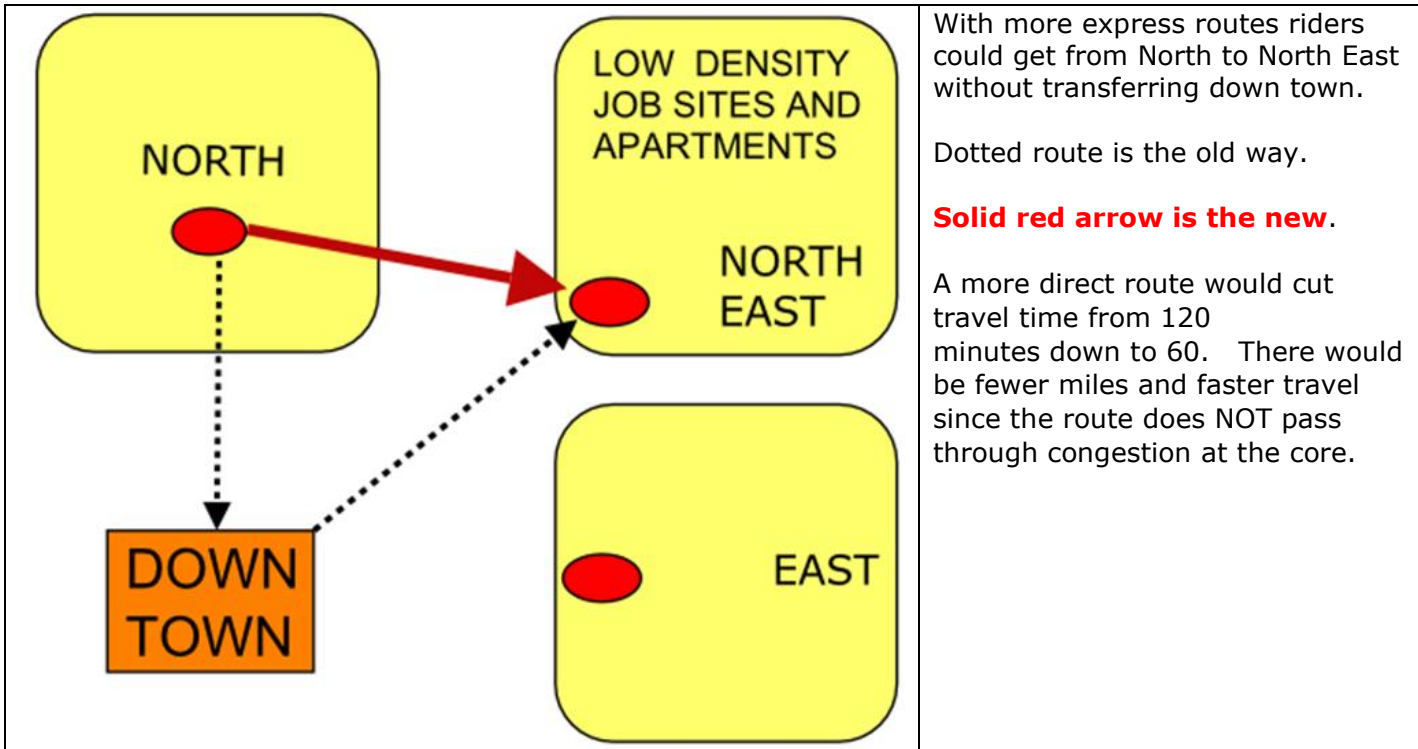 NORTH
LOW DENSITY
JOB SITES AND
APARTMENTS
NORTH
EAST
DOWN
TOWN
EAST
With more express routes riders
could get from North to North East
without transferring down town.
Dotted route is the old way.
Solid red arrow is the new.
A more direct route would cut
travel time from 120
minutes down to 60. There would
be fewer miles and faster travel
since the route does NOT pass
through congestion at the core.